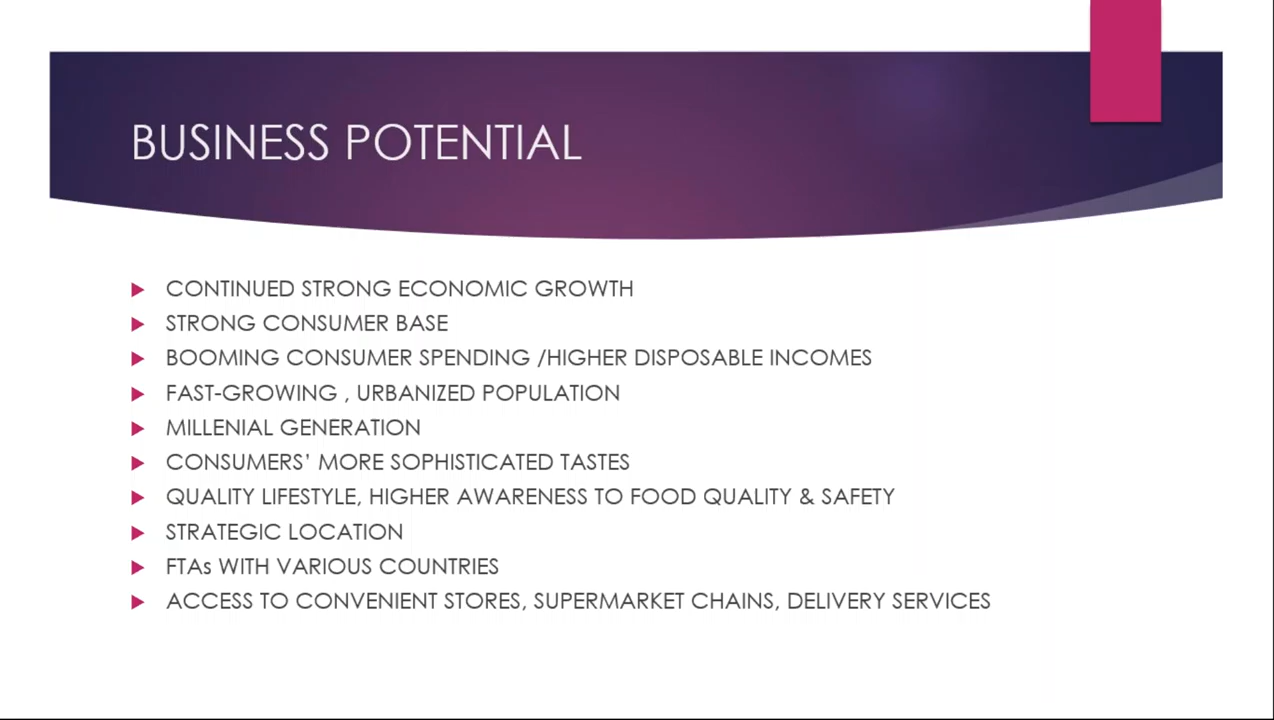 BUSINESS POTENTIAL
CONTINUED STRONG ECONOMIC GROWTH
STRONG CONSUMER BASE
BOOMING CONSUMER SPENDING /HIGHER DISPOSABLE INCOMES
FAST-GROWING , URBANIZED POPULATION
MILLENIAL GENERATION
CONSUMERS' MORE SOPHISTICATED TASTES
QUALITY LIFESTYLE, HIGHER AWARENESS TO FOOD QUALITY & SAFETY
STRATEGIC LOCATION
FTAs WITH VARIOUS COUNTRIES
ACCESS TO CONVENIENT STORES, SUPERMARKET CHAINS, DELIVERY SERVICES